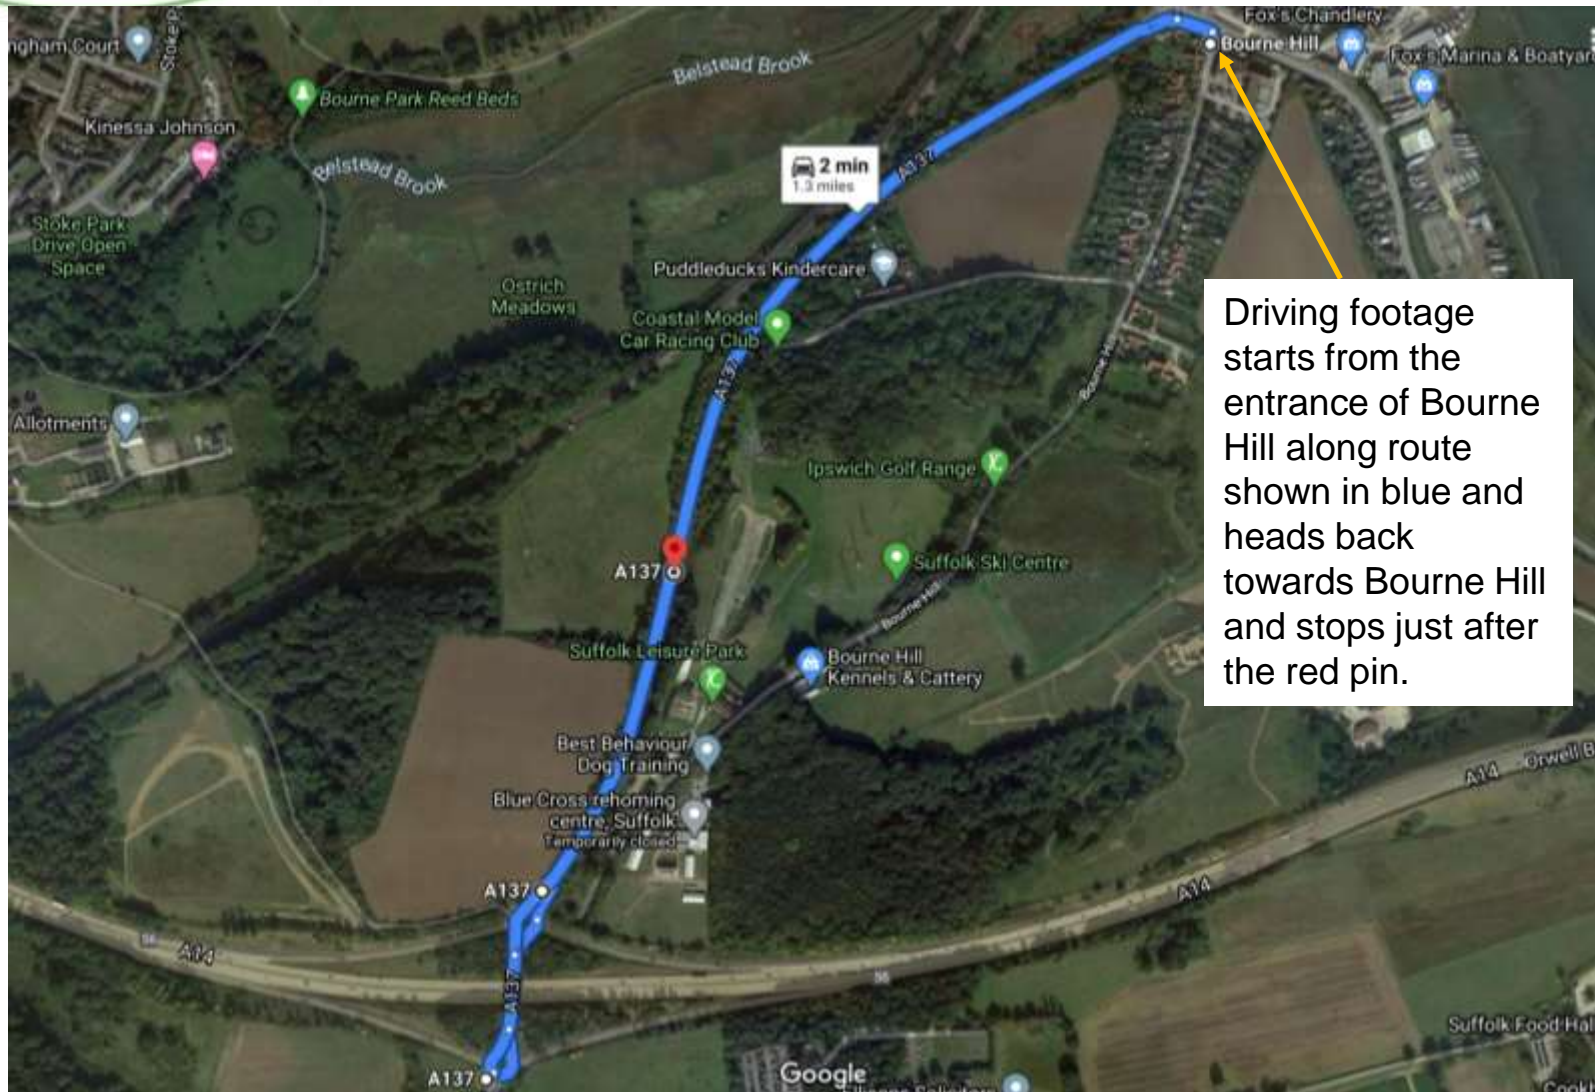 Fox's Chandlery
ngham Court
Stoke P
Bourne Hill
Fox's Marina & Boatyard
Belstead Brook
Bourne Park Reed Beds
Kinessa Johnson
Belstead Brook
2 min
1.3 miles
A137
Stoke Park
Drive Open
Space
Puddleducks Kindercare
Ostrich
Meadows
Coastal Model
Car Racing Club
A137
Bourne Hill
Driving footage
starts from the
entrance of Bourne
Hill along route
shown in blue and
heads back
towards Bourne Hill
and stops just after
the red pin.
Allotments
Ipswich Golf Range
A137
Suffolk Ski Centre
Bourne Hill
Suffolk Leisure Park
Bourne Hill
Kennels & Cattery
Best Behaviour
Dog Training
Blue Cross rehoming
centre, Suffolk
Temporarily closed
A14
Orwell B
A137
A14
A14
A137
Suffolk Food Hal
A137
Google